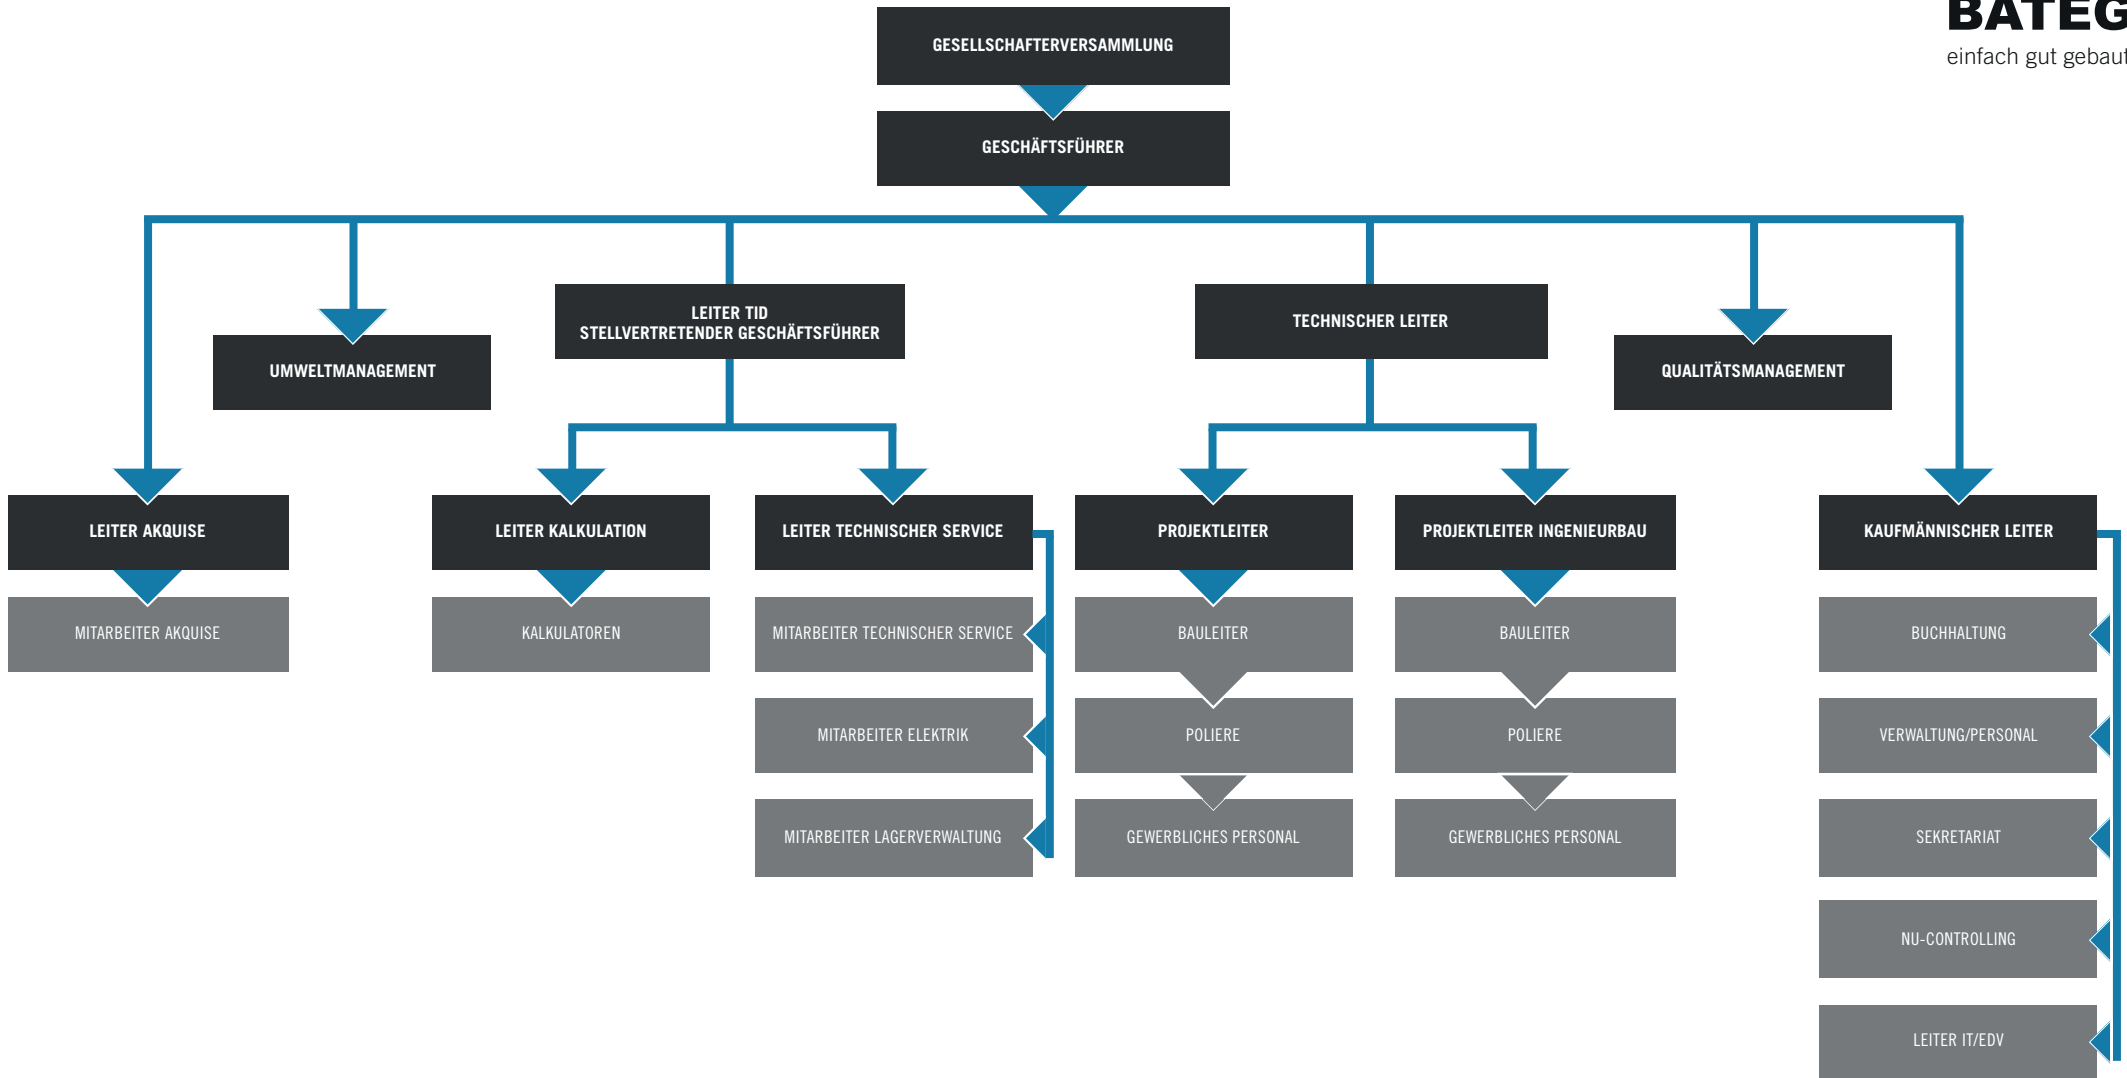 BATEG
einfach gut gebaut
GESELLSCHAFTERVERSAMMLUNG
GESCHÄFTSFÜHRER
LEITER TID
STELLVERTRETENDER GESCHÄFTSFÜHRER
TECHNISCHER LEITER
UMWELTMANAGEMENT
QUALITÄTSMANAGEMENT
LEITER AKQUISE
LEITER KALKULATION
LEITER TECHNISCHER SERVICE
PROJEKTLEITER
PROJEKTLEITER INGENIEURBAU
KAUFMÄNNISCHER LEITER
MITARBEITER AKQUISE
KALKULATOREN
MITARBEITER TECHNISCHER SERVICE
BAULEITER
BAULEITER
BUCHHALTUNG
MITARBEITER ELEKTRIK
POLIERE
POLIERE
VERWALTUNG/PERSONAL
MITARBEITER LAGERVERWALTUNG
GEWERBLICHES PERSONAL
GEWERBLICHES PERSONAL
SEKRETARIAT
NU-CONTROLLING
LEITER IT/EDV